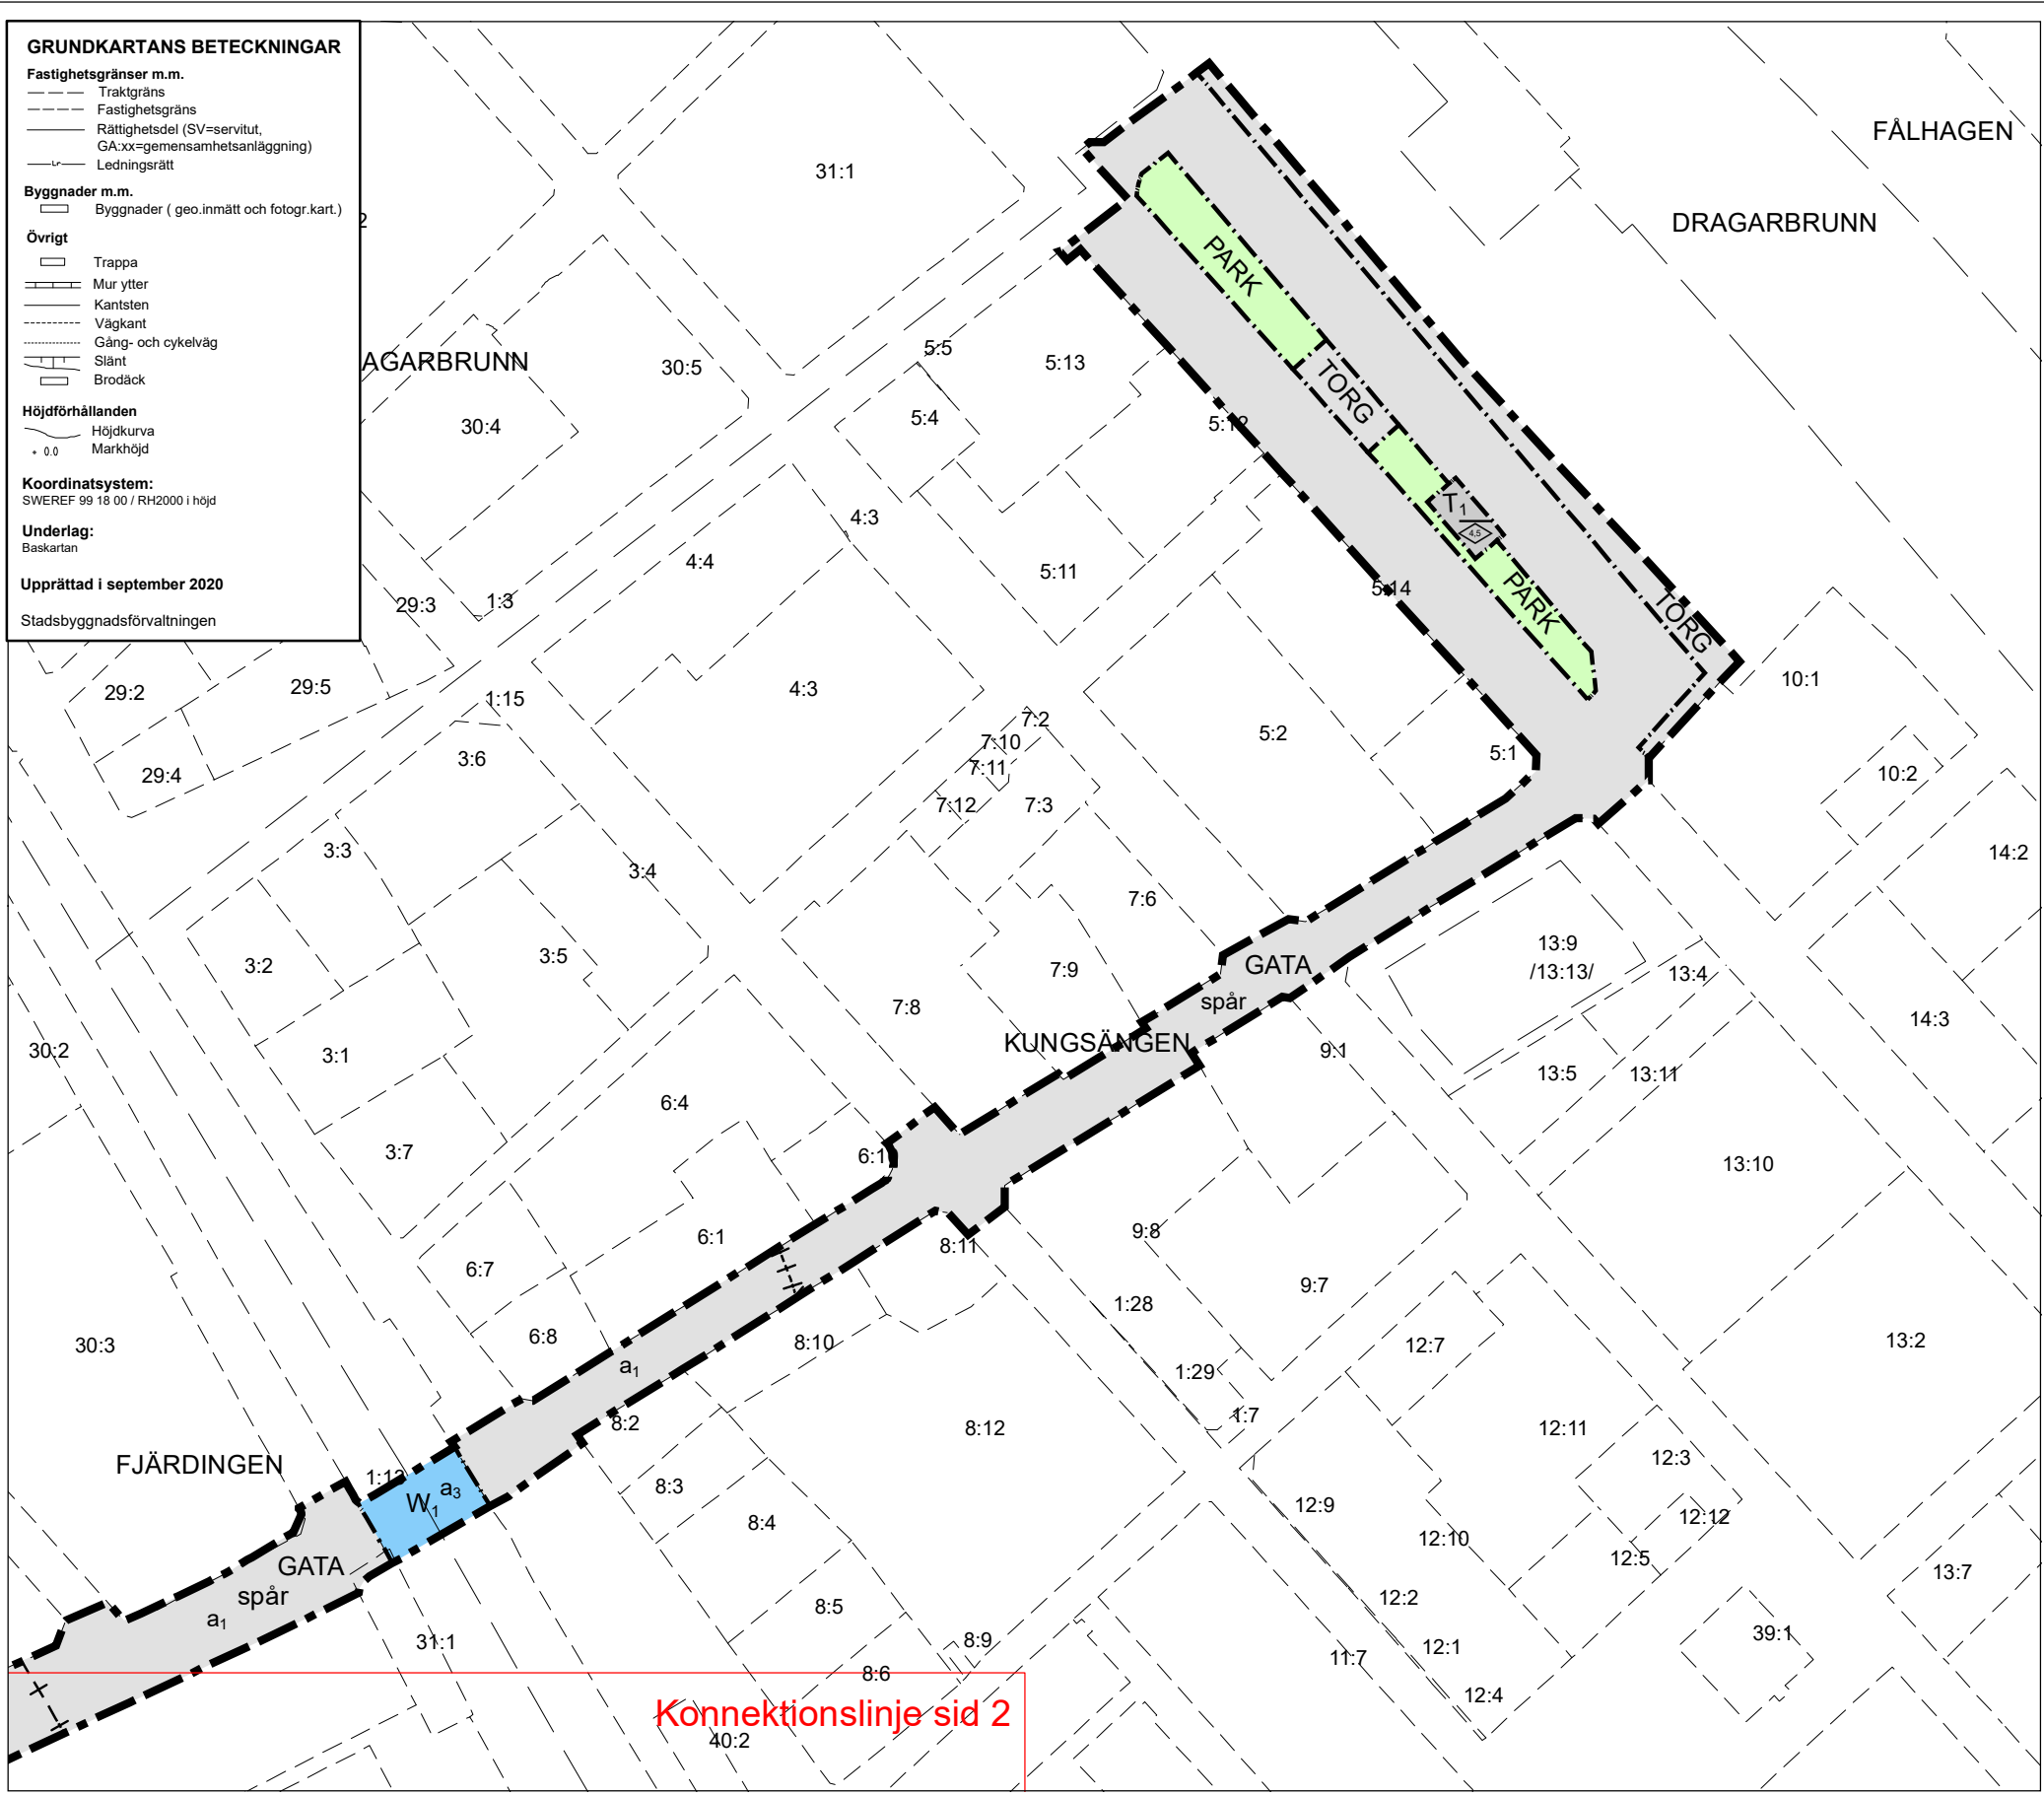 GRUNDKARTANS BETECKNINGAR
Fastighetsgränser m.m.
Traktgräns
Fastighetsgräns
Rättighetsdel (SV=servitut,
GA:xx=gemensamhetsanläggning)
Lr
Ledningsrätt
Byggnader m.m.
Byggnader ( geo.inmätt och fotogr.kart.)
Övrigt
Trappa
Mur ytter
Kantsten
Vägkant
Gång- och cykelväg
Slänt
Brodäck
Höjdförhållanden
Höjdkurva
0.0 Markhöjd
Koordinatsystem:
SWEREF 99 18 00 / RH2000 i höjd
Underlag:
Baskartan
Upprättad i september 2020
Stadsbyggnadsförvaltningen
FÅLHAGEN
31:1
2
DRAGARBRUNN
PARK
5:5
AGARBRUNN
30:5
5:13
TORG
5:4
5:12
30:4
4:3
1
4,5
4:4
5:11
5:14
PARK
1:3
29:3
TORG
29:2
29:5
1:15
4:3
10:1
7:2
5:2
7:10
5:1
3:6
7:11
29:4
10:2
7:12
7:3
3:3
14:2
3:4
7:6
13:9
3:5
3:2
GATA
7:9
/13:13/
13:4
spår
7:8
14:3
KUNGSÄNGEN
30:2
3:1
9:1
13:5
13:11
6:4
3:7
6:1
13:10
9:8
6:1
8:11
6:7
9:7
1:28
6:8
8:10
30:3
12:7
13:2
a1
1:29
1:7
8:2
8:12
12:11
12:3
FJÄRDINGEN
1:13
8:3
a3
W1
12:9
12:12
8:4
12:10
12:5
GATA
13:7
spår
12:2
8:5
a1
39:1
31:1
8:9
12:1
11:7
8:6
12:4
Konnektionslinje sid 2
40:2